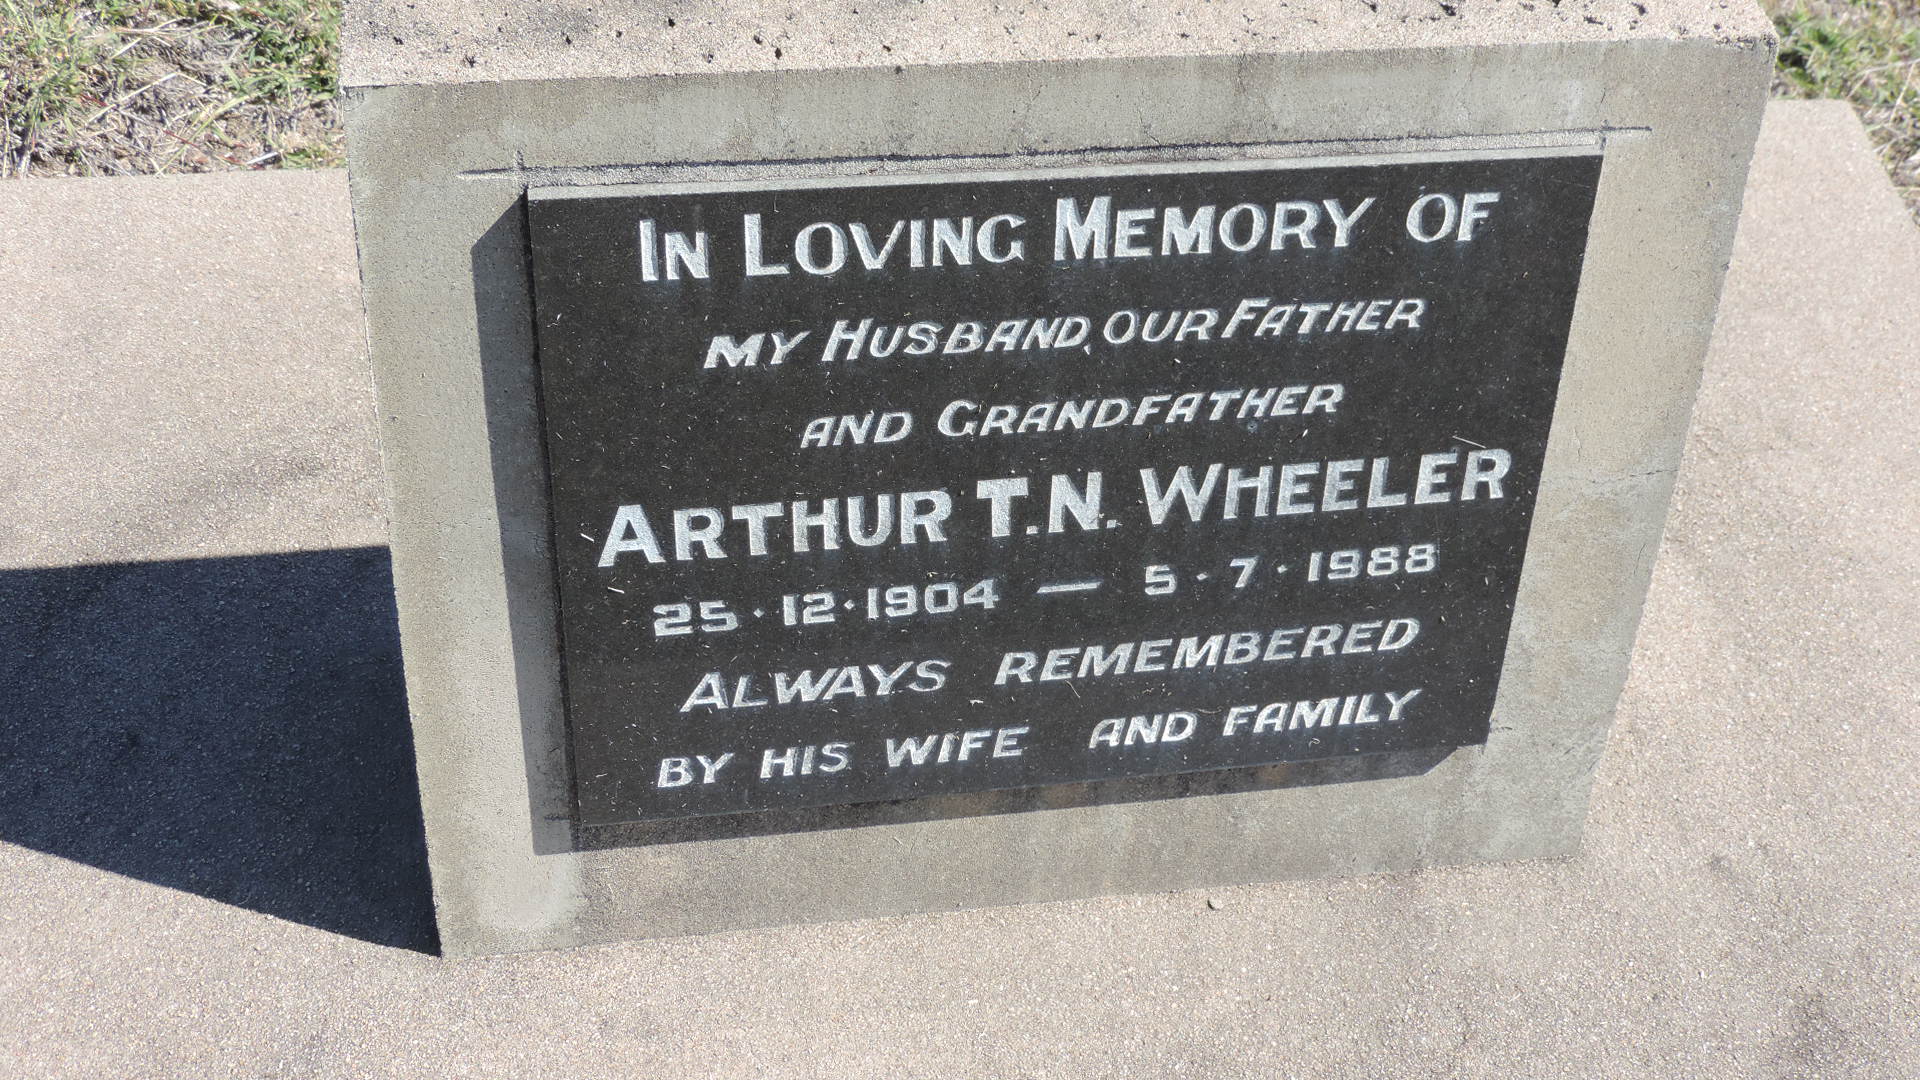 IN LOVING MEMORY OF
MY HUSBAND, OUR FATHER
AND GRANDFATHER
ARTHUR T.N. WHEELER
25·12·1904 — 5·7·1988
ALWAYS REMEMBERED
BY HIS WIFE AND FAMILY